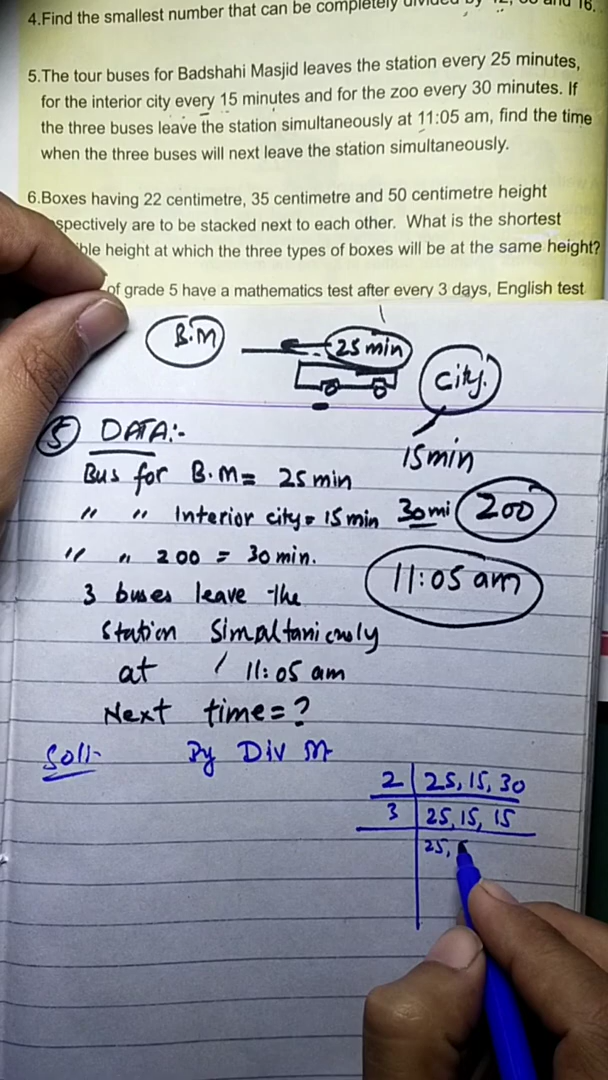 4.Find the smallest number that can be completely divided by 12, and 16.
5.The tour buses for Badshahi Masjid leaves the station every 25 minutes,
for the interior city every 15 minutes and for the zoo every 30 minutes. If
the three buses leave the station simultaneously at 11:05 am, find the time
when the three buses will next leave the station simultaneously.
6.Boxes having 22 centimetre, 35 centimetre and 50 centimetre height
spectively are to be stacked next to each other. What is the shortest
ble height at which the three types of boxes will be at the same height?
of grade 5 have a mathematics test after every 3 days, English test
B.M
25 min
City.
15min
5 DATA:-
Bus for B.M = 25 min
" " Interior city = 15 min
30mi
200
" " 200 = 30 min.
11:05 am
3 buses leave the
Station Simaltaniously
at 11:05 am
Next time = ?
Sol:- By Div M
2 | 25, 15, 30
3 | 25, 15, 15
25,